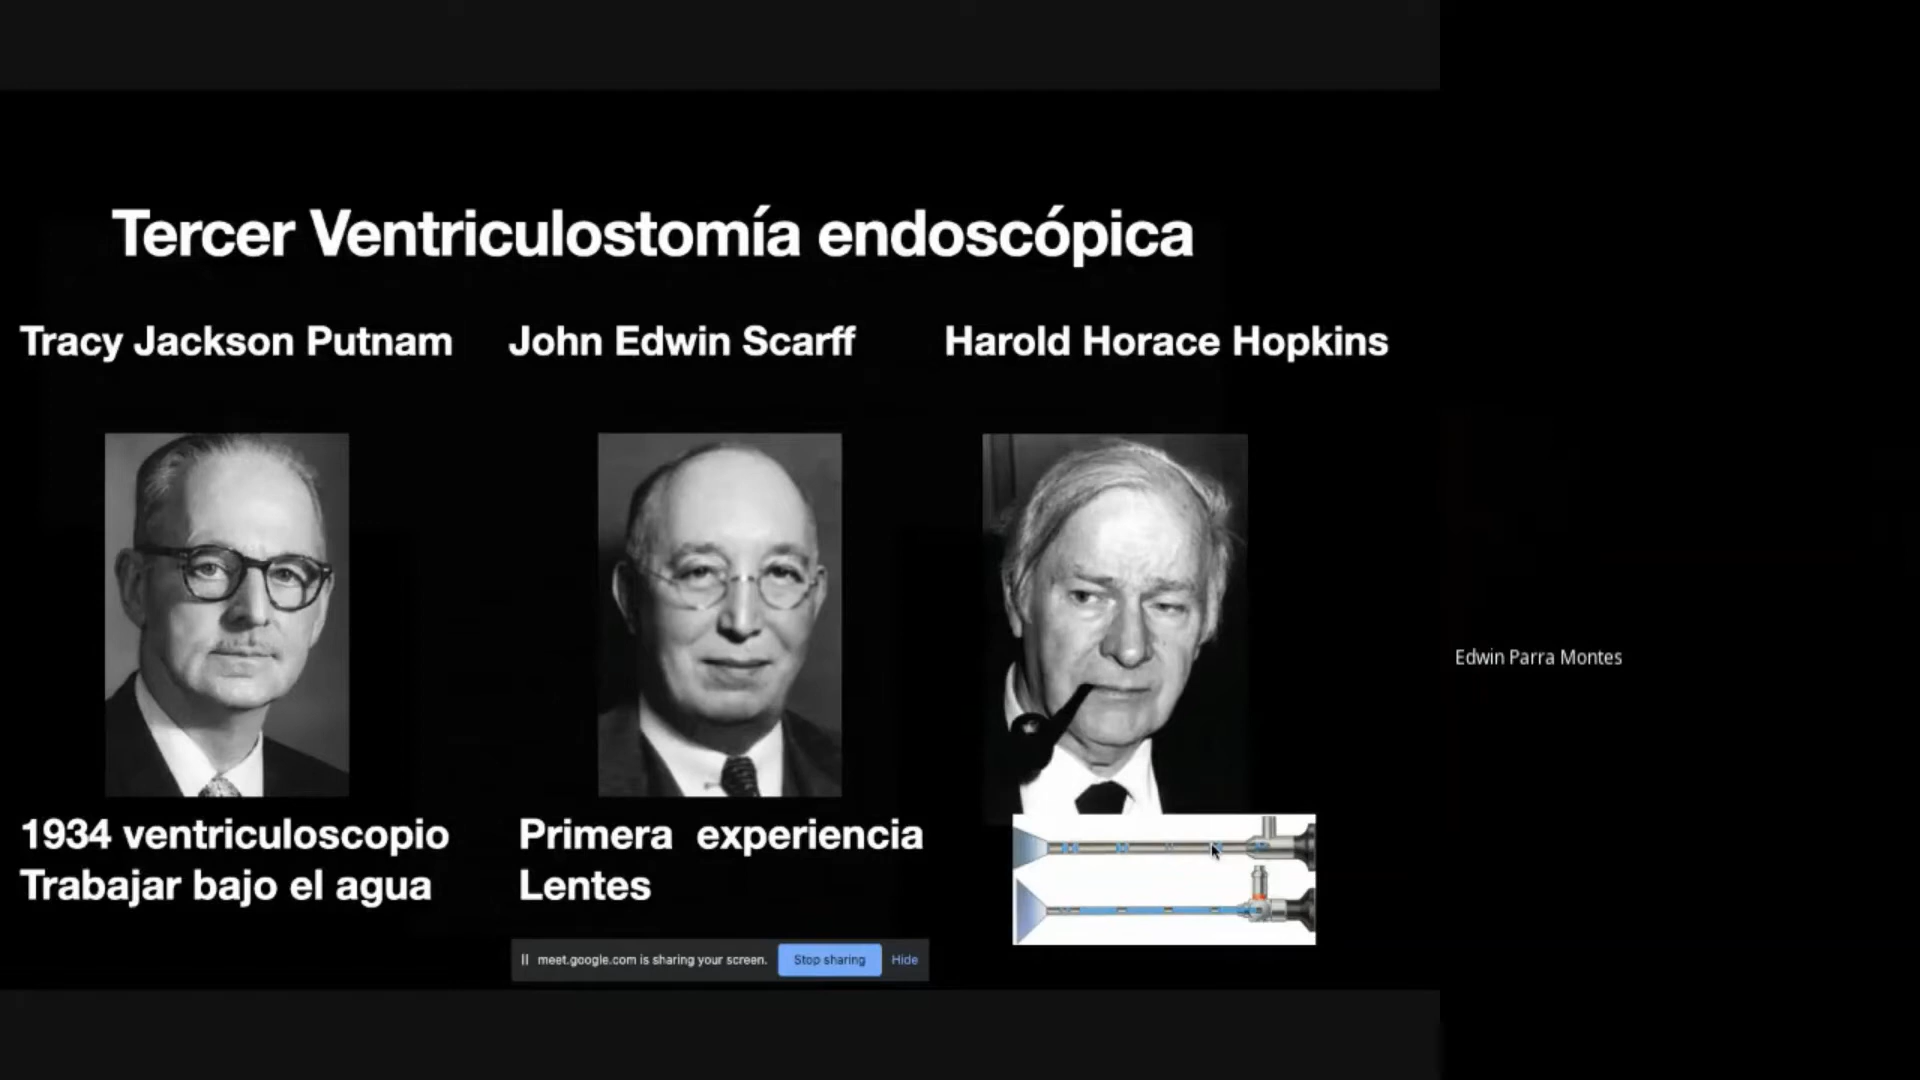 Tercer Ventriculostomía endoscópica
Tracy Jackson Putnam
John Edwin Scarff
Harold Horace Hopkins
1934 ventriculoscopio
Trabajar bajo el agua
Primera experiencia
Lentes
meet.google.com is sharing your screen. Stop sharing Hide
Edwin Parra Montes